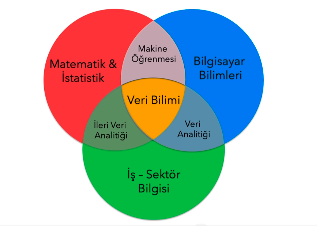 Makine
Öğrenmesi
Matematik &
İstatistik
Bilgisayar
Bilimleri
Veri Bilimi
İleri Veri
Analitiği
Veri
Analitiği
İş – Sektör
Bilgisi